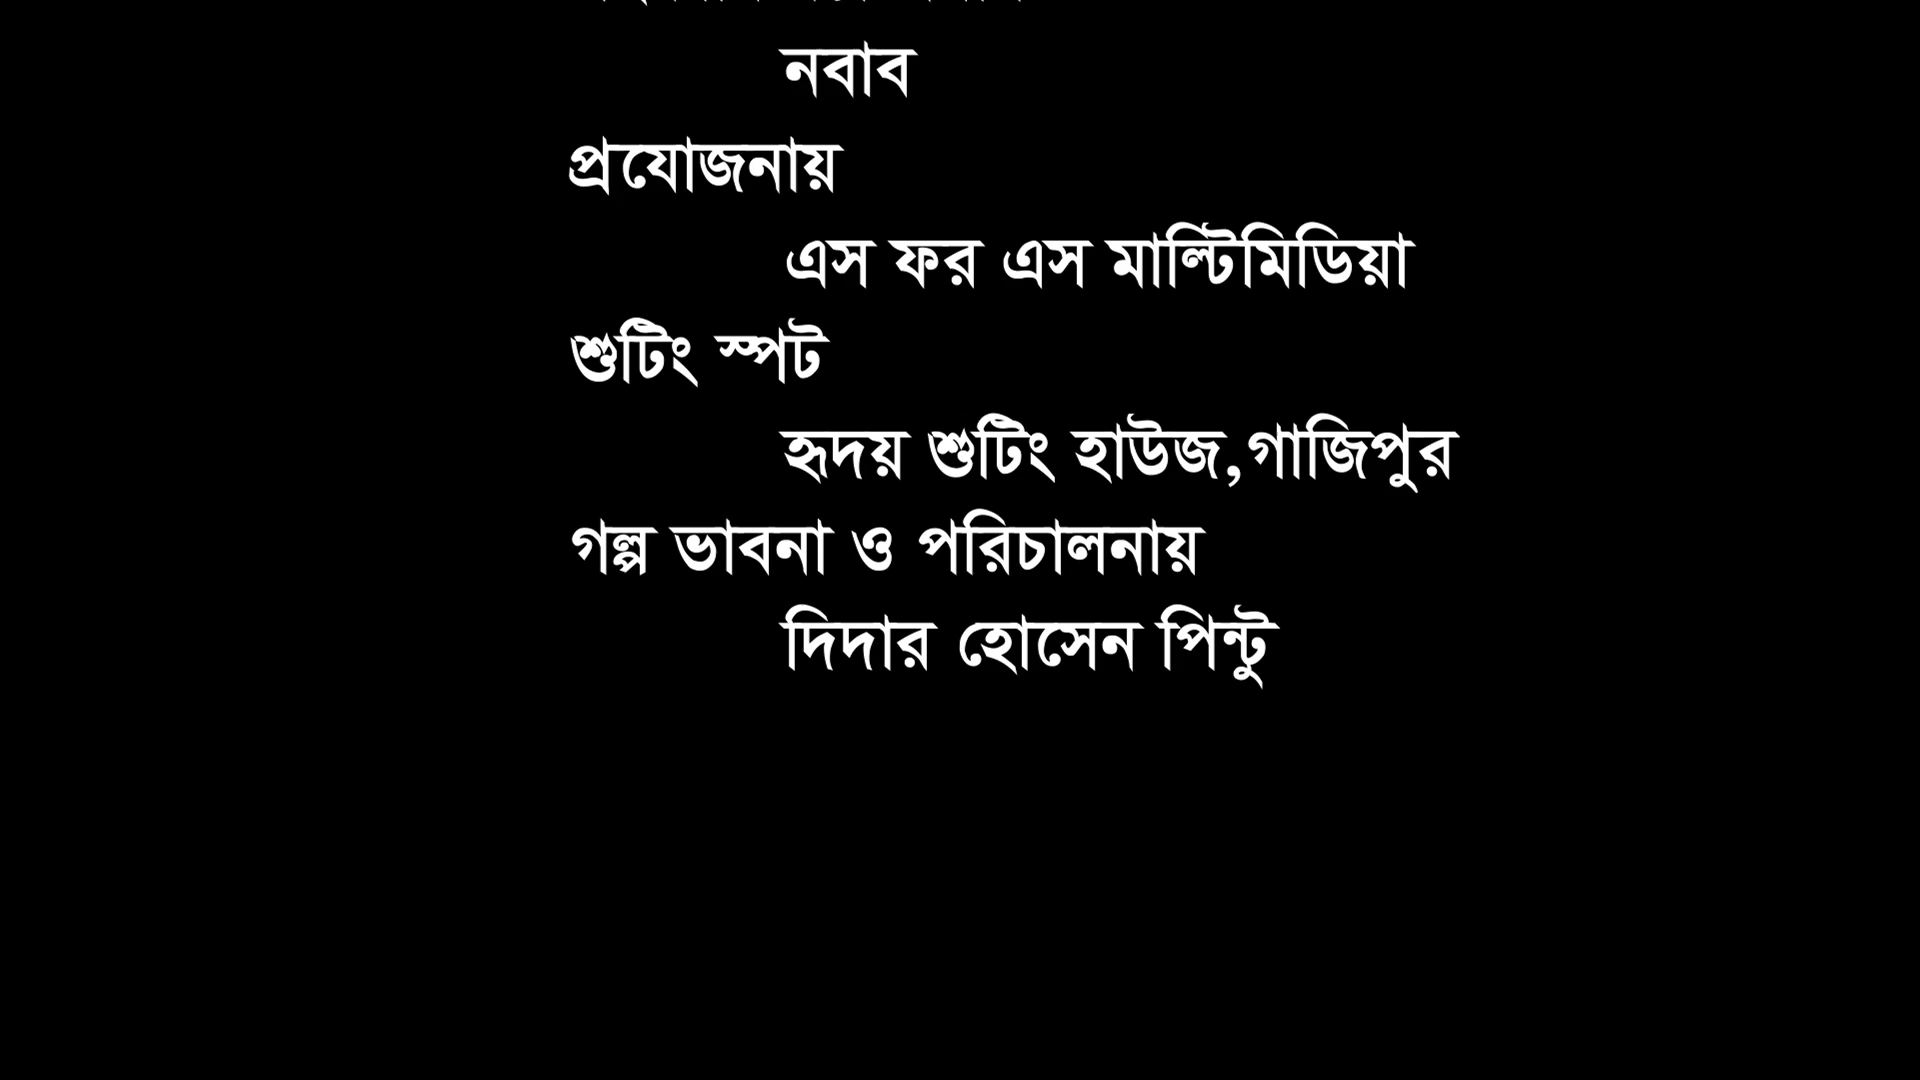 নবাব
প্রযোজনায়
এস ফর এস মাল্টিমিডিয়া
শুটিং স্পট
হৃদয় শুটিং হাউজ,গাজিপুর
গল্প ভাবনা ও পরিচালনায়
দিদার হোসেন পিন্টু